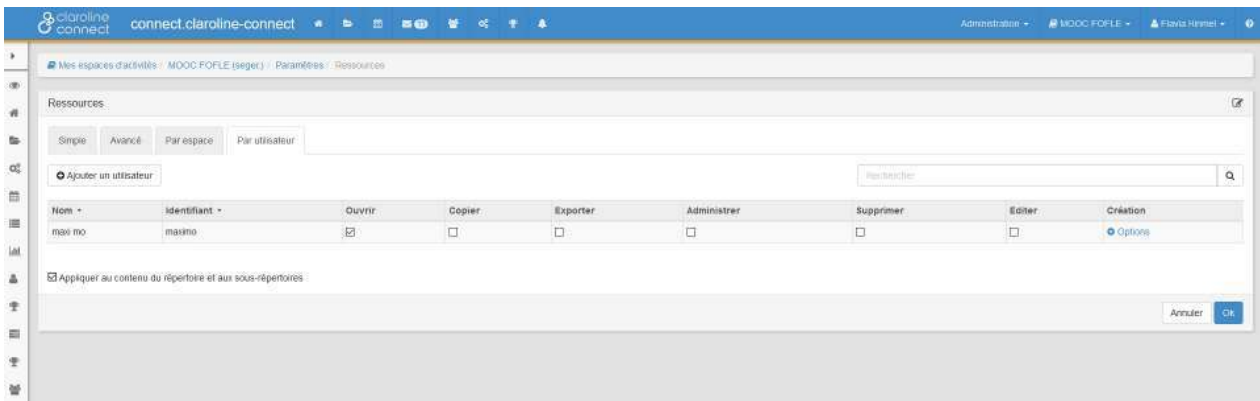 claroline
connect
connect.claroline-connect
Administration
MOOC FOFLE
Mes espaces d'activités / MOOC FOFLE (seger) / Paramètres / Ressources
Ressources
Simple Avancé Par espace Par utilisateur
Ajouter un utilisateur
Rechercher
Nom Identifiant Ouvrir Copier Exporter Administrer Supprimer Editer Création
maxi mo maximo Options
Appliquer au contenu du répertoire et aux sous-répertoires
Annuler OK